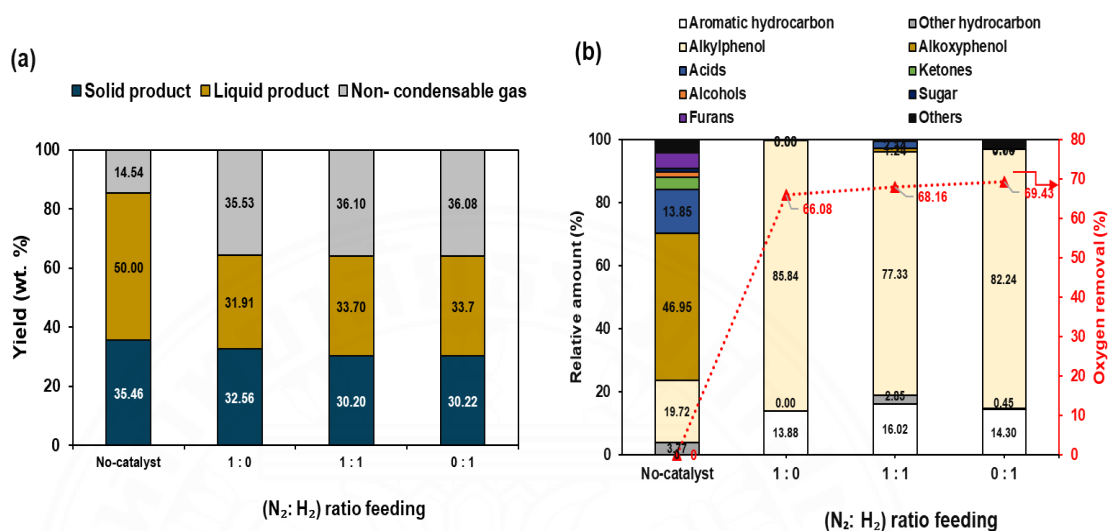 (a)
Solid product Liquid product Non- condensable gas
Yield (wt. %)
100
80
60
40
20
0
14.54 35.53 36.10 36.08
50.00 31.91 33.70 33.7
35.46 32.56 30.20 30.22
No-catalyst 1 : 0 1 : 1 0 : 1
(N₂: H₂) ratio feeding
(b)
Aromatic hydrocarbon Other hydrocarbon
Alkylphenol Alkoxyphenol
Acids Ketones
Alcohols Sugar
Furans Others
Relative amount (%)
100
80
60
40
20
0
0.00
1.24
13.85
66.08 68.16 69.43
46.95 85.84 77.33 82.24
19.72 0.00 2.85 0.45
3.77 13.88 16.02 14.30
0
80
70
60
50
40
30
20
10
0
Oxygen removal (%)
No-catalyst 1 : 0 1 : 1 0 : 1
(N₂: H₂) ratio feeding